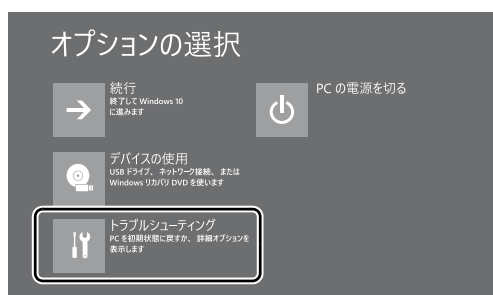 オプションの選択
続行
終了して Windows 10
に進みます
PC の電源を切る
デバイスの使用
USB ドライブ、ネットワーク接続、または
Windows リカバリ DVD を使います
トラブルシューティング
PC を初期状態に戻すか、詳細オプションを
表示します